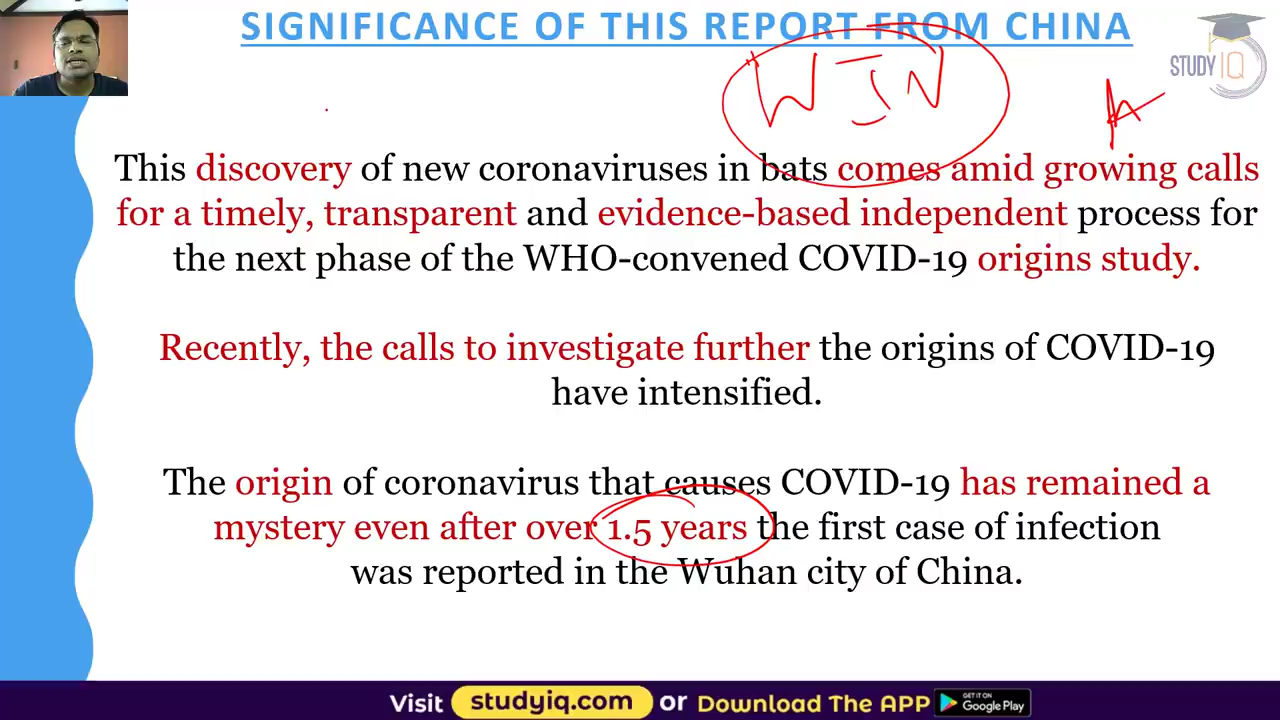 SIGNIFICANCE OF THIS REPORT FROM CHINA
STUDY IQ
W
This discovery of new coronaviruses in bats comes amid growing calls
for a timely, transparent and evidence-based independent process for
the next phase of the WHO-convened COVID-19 origins study.
Recently, the calls to investigate further the origins of COVID-19
have intensified.
The origin of coronavirus that causes COVID-19 has remained a
mystery even after over 1.5 years the first case of infection
was reported in the Wuhan city of China.
Visit studyiq.com or Download The APP GET IT ON Google Play